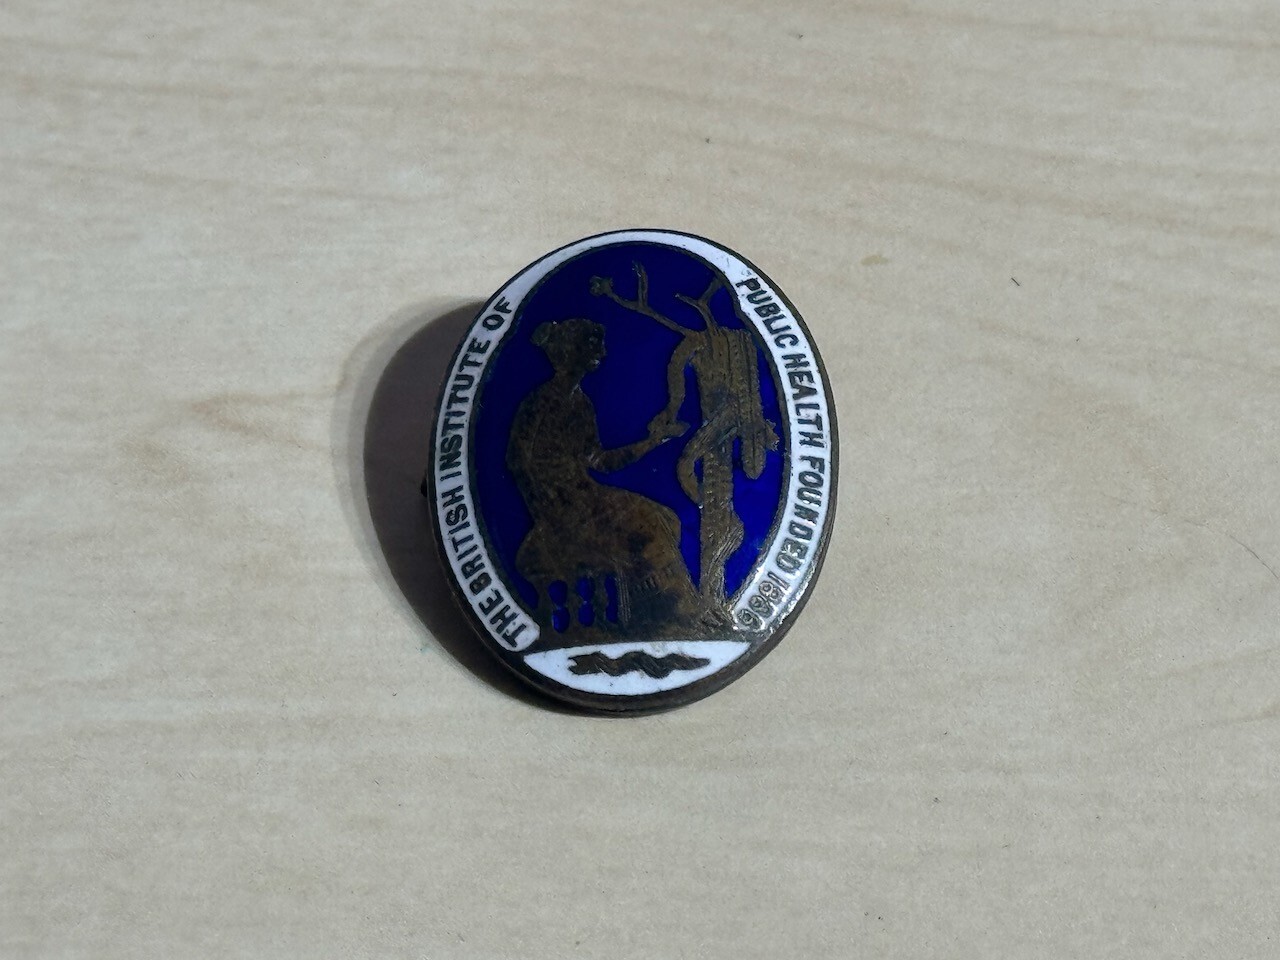 THE BRITISH INSTITUTE OF
PUBLIC HEALTH FOUNDED 1886